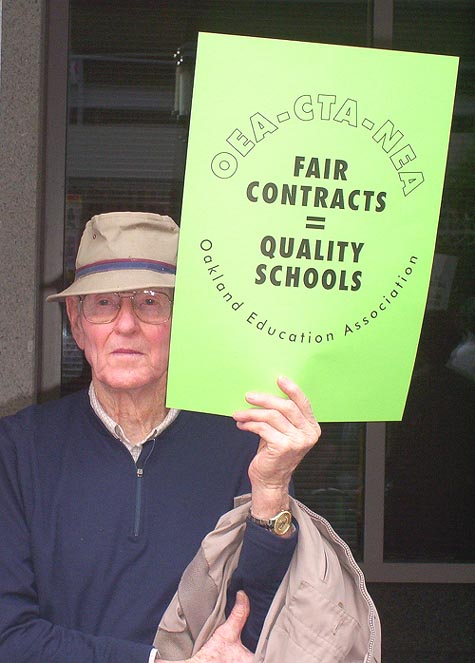 OEA-CTA-NEA
FAIR
CONTRACTS
=
QUALITY
SCHOOLS
Oakland Education Association